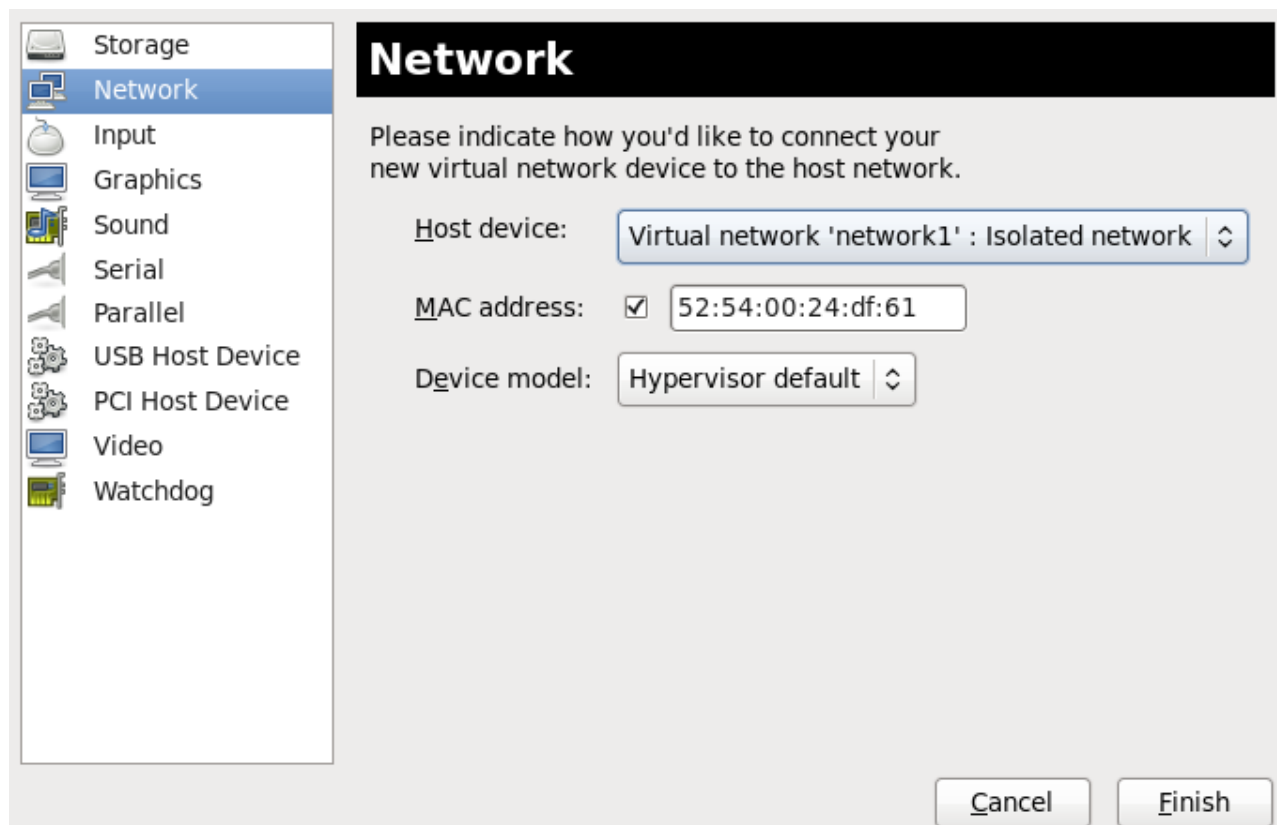 Storage
Network
Input
Graphics
Sound
Serial
Parallel
USB Host Device
PCI Host Device
Video
Watchdog
Network
Please indicate how you'd like to connect your
new virtual network device to the host network.
Host device: Virtual network 'network1' : Isolated network
MAC address: 52:54:00:24:df:61
Device model: Hypervisor default
Cancel Finish